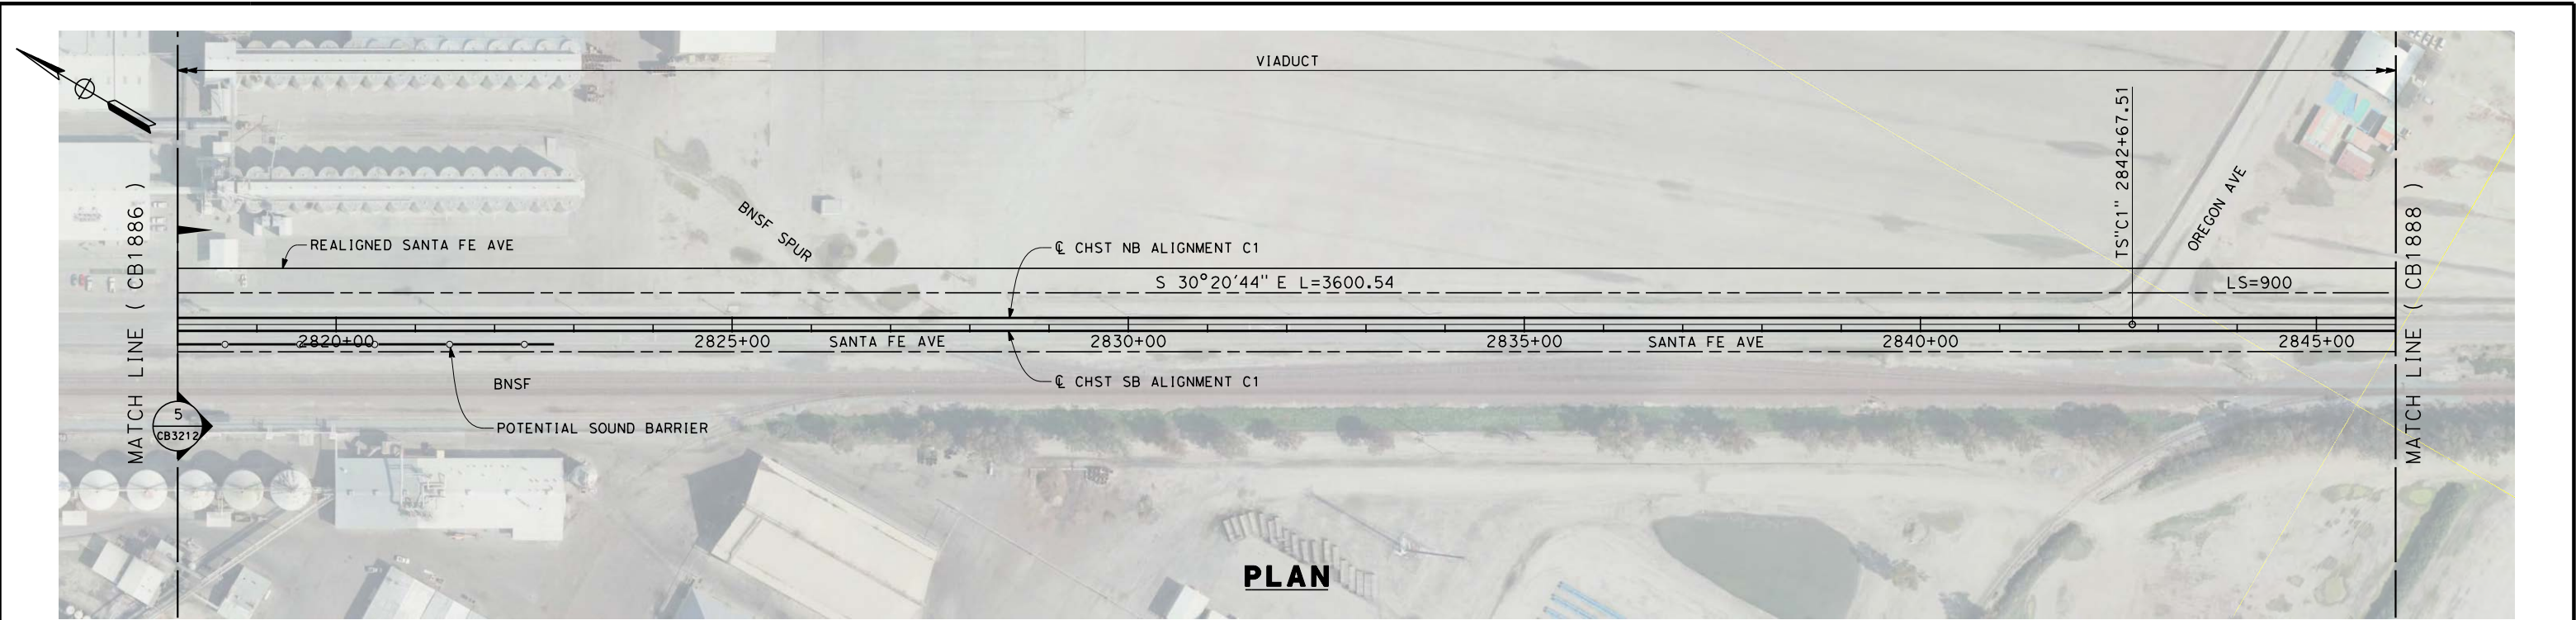 VIADUCT
TS"C1" 2842+67.51
OREGON AVE
BNSF SPUR
MATCH LINE ( CB1886 )
MATCH LINE ( CB1888 )
REALIGNED SANTA FE AVE
℄ CHST NB ALIGNMENT C1
S 30°20'44" E L=3600.54
LS=900
2820+00
2825+00
SANTA FE AVE
2830+00
2835+00
SANTA FE AVE
2840+00
2845+00
BNSF
℄ CHST SB ALIGNMENT C1
5
CB3212
POTENTIAL SOUND BARRIER
PLAN